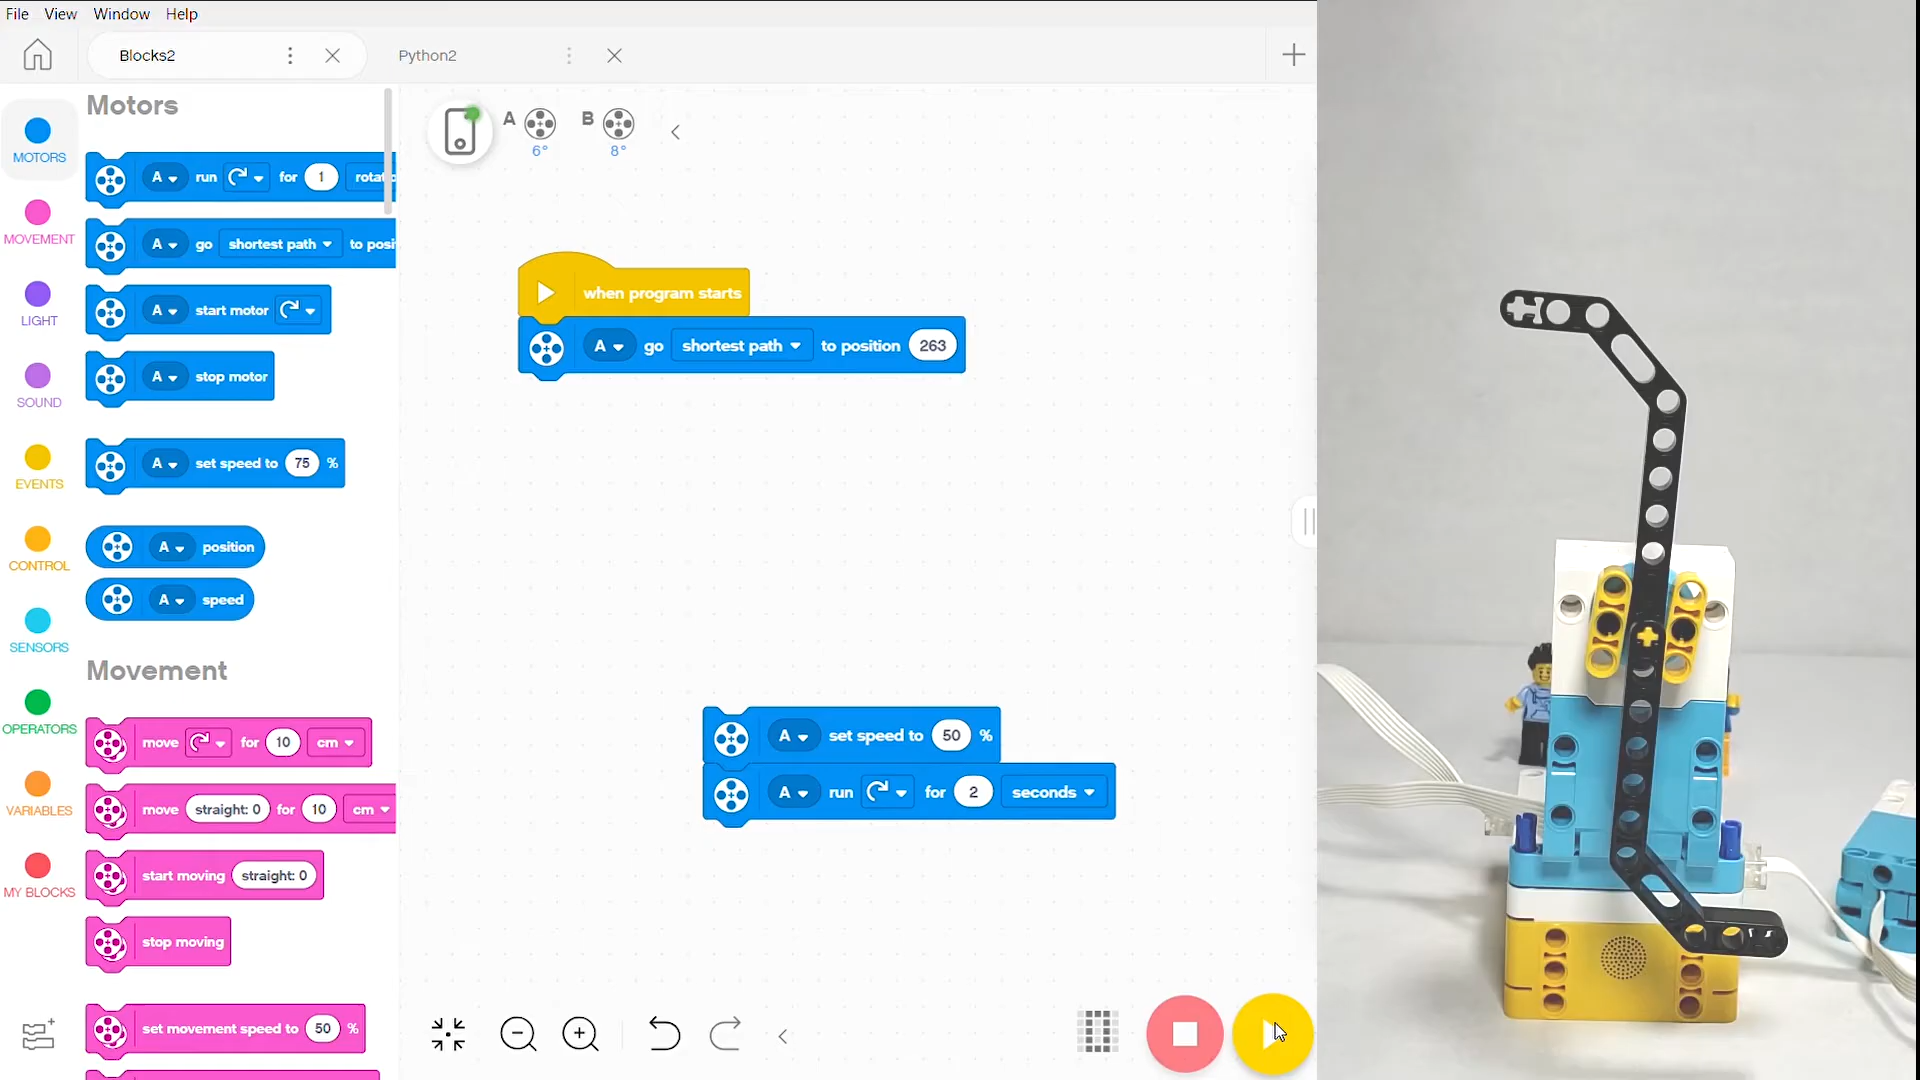 File View Window Help
Blocks2
Python2
Motors
A B
6° 8°
MOTORS
A run for 1 rotatio
MOVEMENT
A go shortest path to posi
LIGHT
A start motor
SOUND
A stop motor
EVENTS
A set speed to 75 %
CONTROL
A position
A speed
SENSORS
Movement
OPERATORS
move for 10 cm
VARIABLES
move straight: 0 for 10 cm
MY BLOCKS
start moving straight: 0
stop moving
set movement speed to 50 %
when program starts
A go shortest path to position 263
A set speed to 50 %
A run for 2 seconds